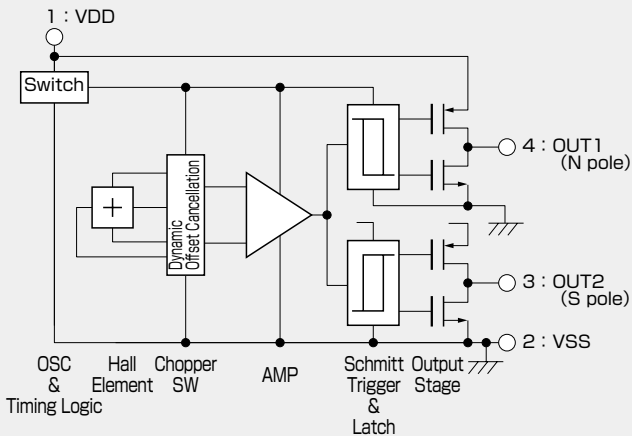 1 : VDD
Switch
+
Dynamic
Offset Cancellation
4 : OUT1
(N pole)
3 : OUT2
(S pole)
2 : VSS
OSC
&
Timing Logic
Hall
Element
Chopper
SW
AMP
Schmitt
Trigger
&
Latch
Output
Stage